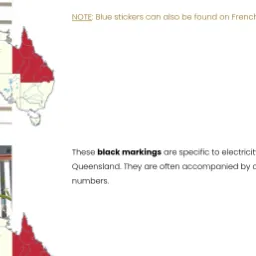 NOTE: Blue stickers can also be found on French
These black markings are specific to electricit
Queensland. They are often accompanied by
numbers.